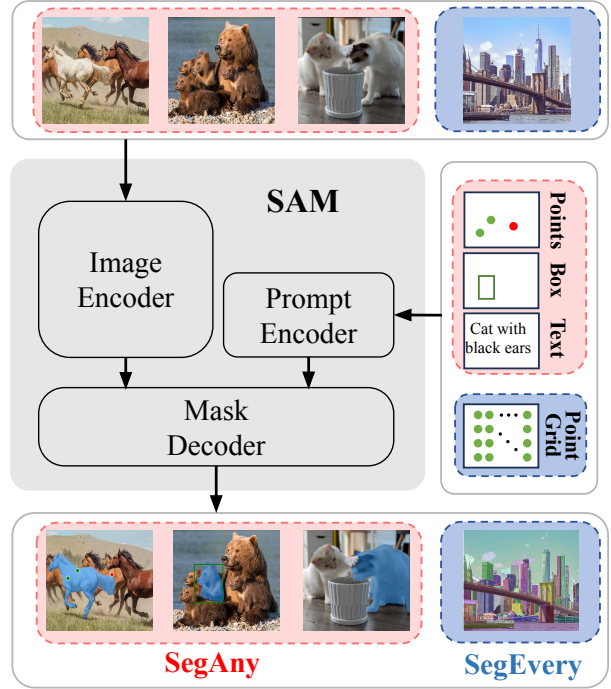 SAM
Image
Encoder
Prompt
Encoder
Mask
Decoder
Points
Box
Text
Cat with
black ears
Point
Grid
SegAny
SegEvery